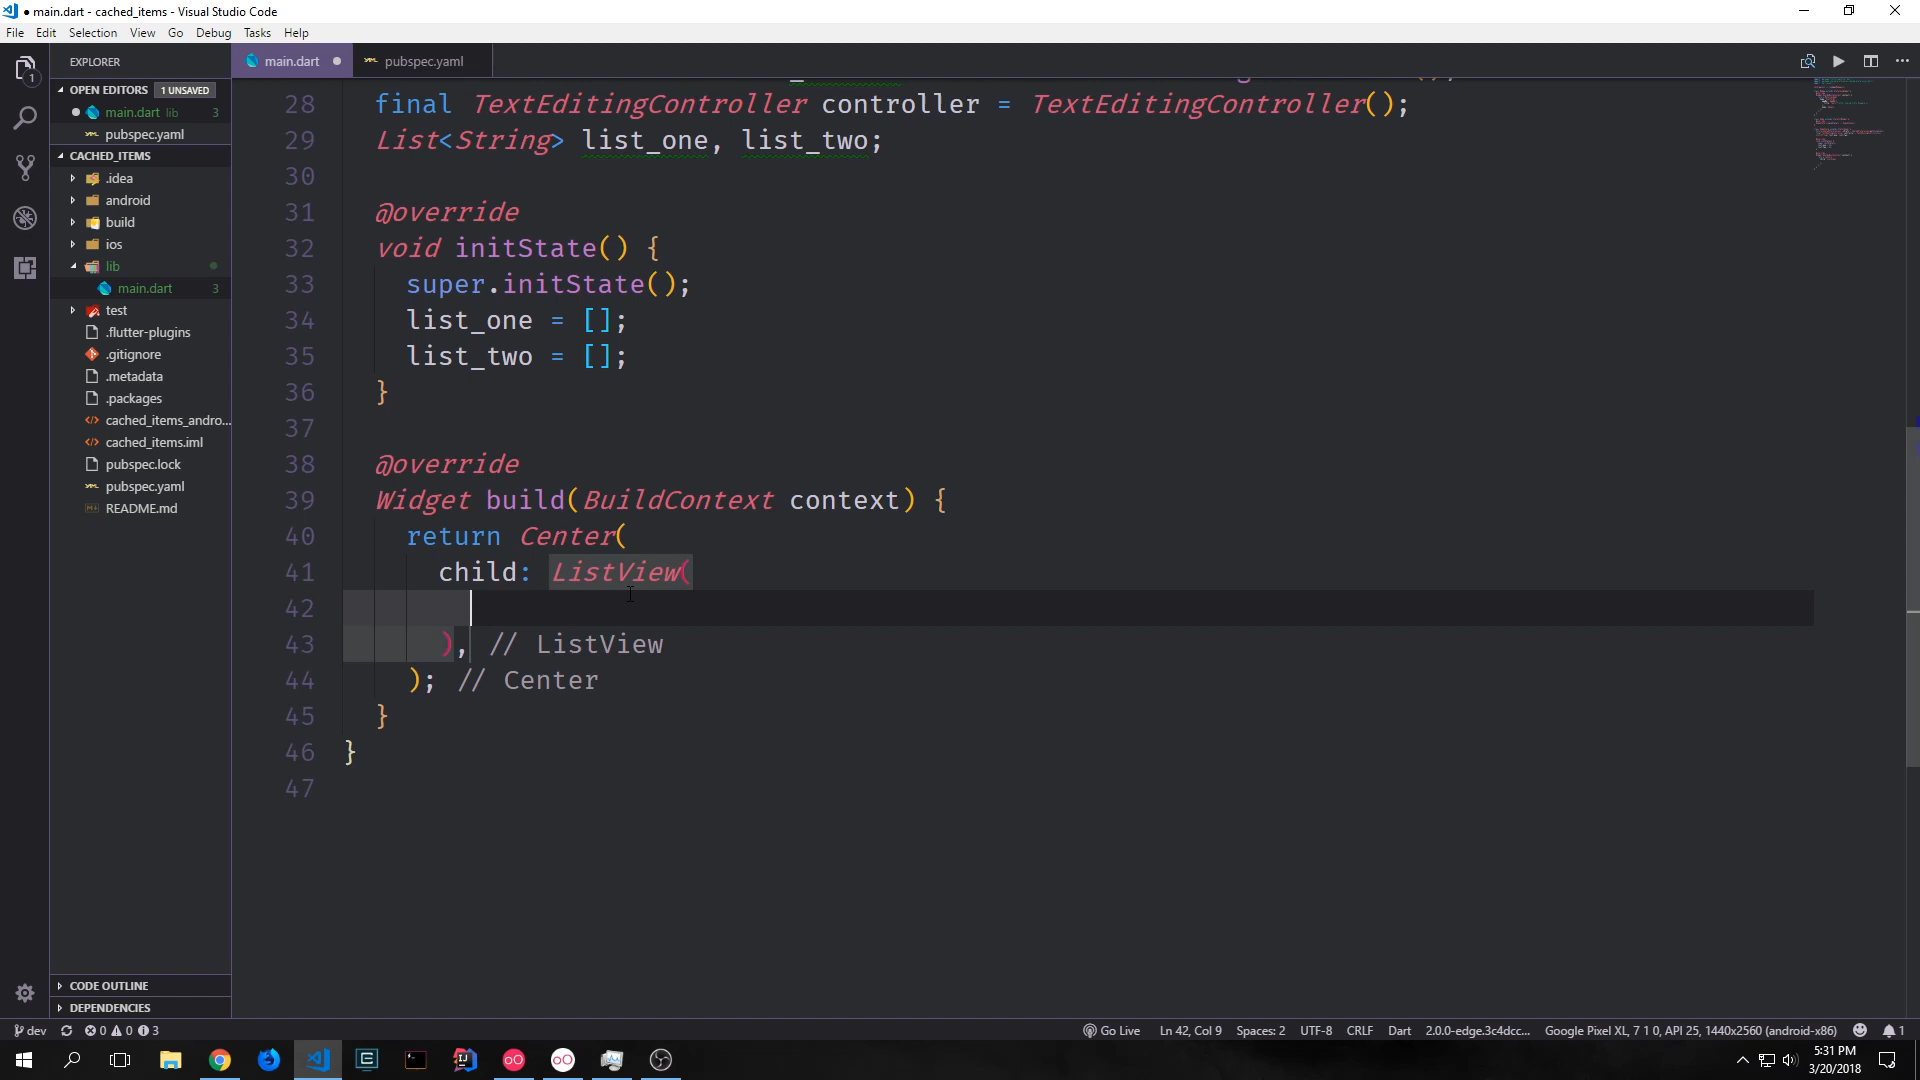 ● main.dart - cached_items - Visual Studio Code
File Edit Selection View Go Debug Tasks Help
EXPLORER
main.dart
pubspec.yaml
OPEN EDITORS 1 UNSAVED
main.dart lib 3
pubspec.yaml
CACHED_ITEMS
.idea
android
build
ios
lib
main.dart 3
test
.flutter-plugins
.gitignore
.metadata
.packages
cached_items_andro...
cached_items.iml
pubspec.lock
pubspec.yaml
README.md
CODE OUTLINE
DEPENDENCIES
28 final TextEditingController controller = TextEditingController();
29 List<String> list_one, list_two;
30
31 @override
32 void initState() {
33 super.initState();
34 list_one = [];
35 list_two = [];
36 }
37
38 @override
39 Widget build(BuildContext context) {
40 return Center(
41 child: ListView(
42
43 ), // ListView
44 ); // Center
45 }
46 }
47
dev 0 0 3 Go Live Ln 42, Col 9 Spaces: 2 UTF-8 CRLF Dart 2.0.0-edge.3c4dcc... Google Pixel XL, 7 1 0, API 25, 1440x2560 (android-x86) 1
5:31 PM
3/20/2018